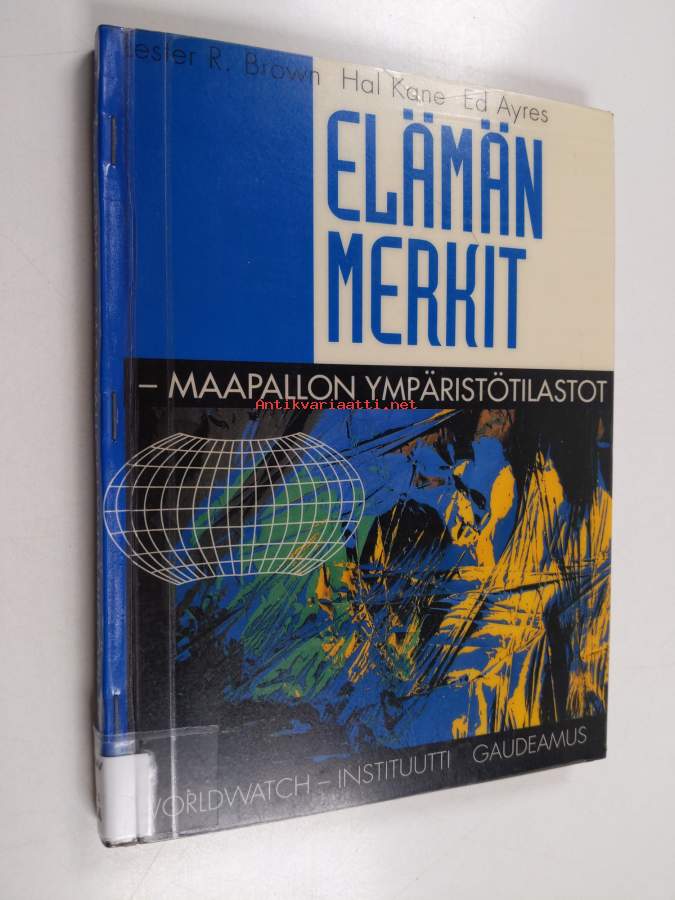 Lester R. Brown Hal Kane Ed Ayres
ELÄMÄN
MERKIT
– MAAPALLON YMPÄRISTÖTILASTOT
Antikvariaatti.net
WORLDWATCH – INSTITUUTTI GAUDEAMUS